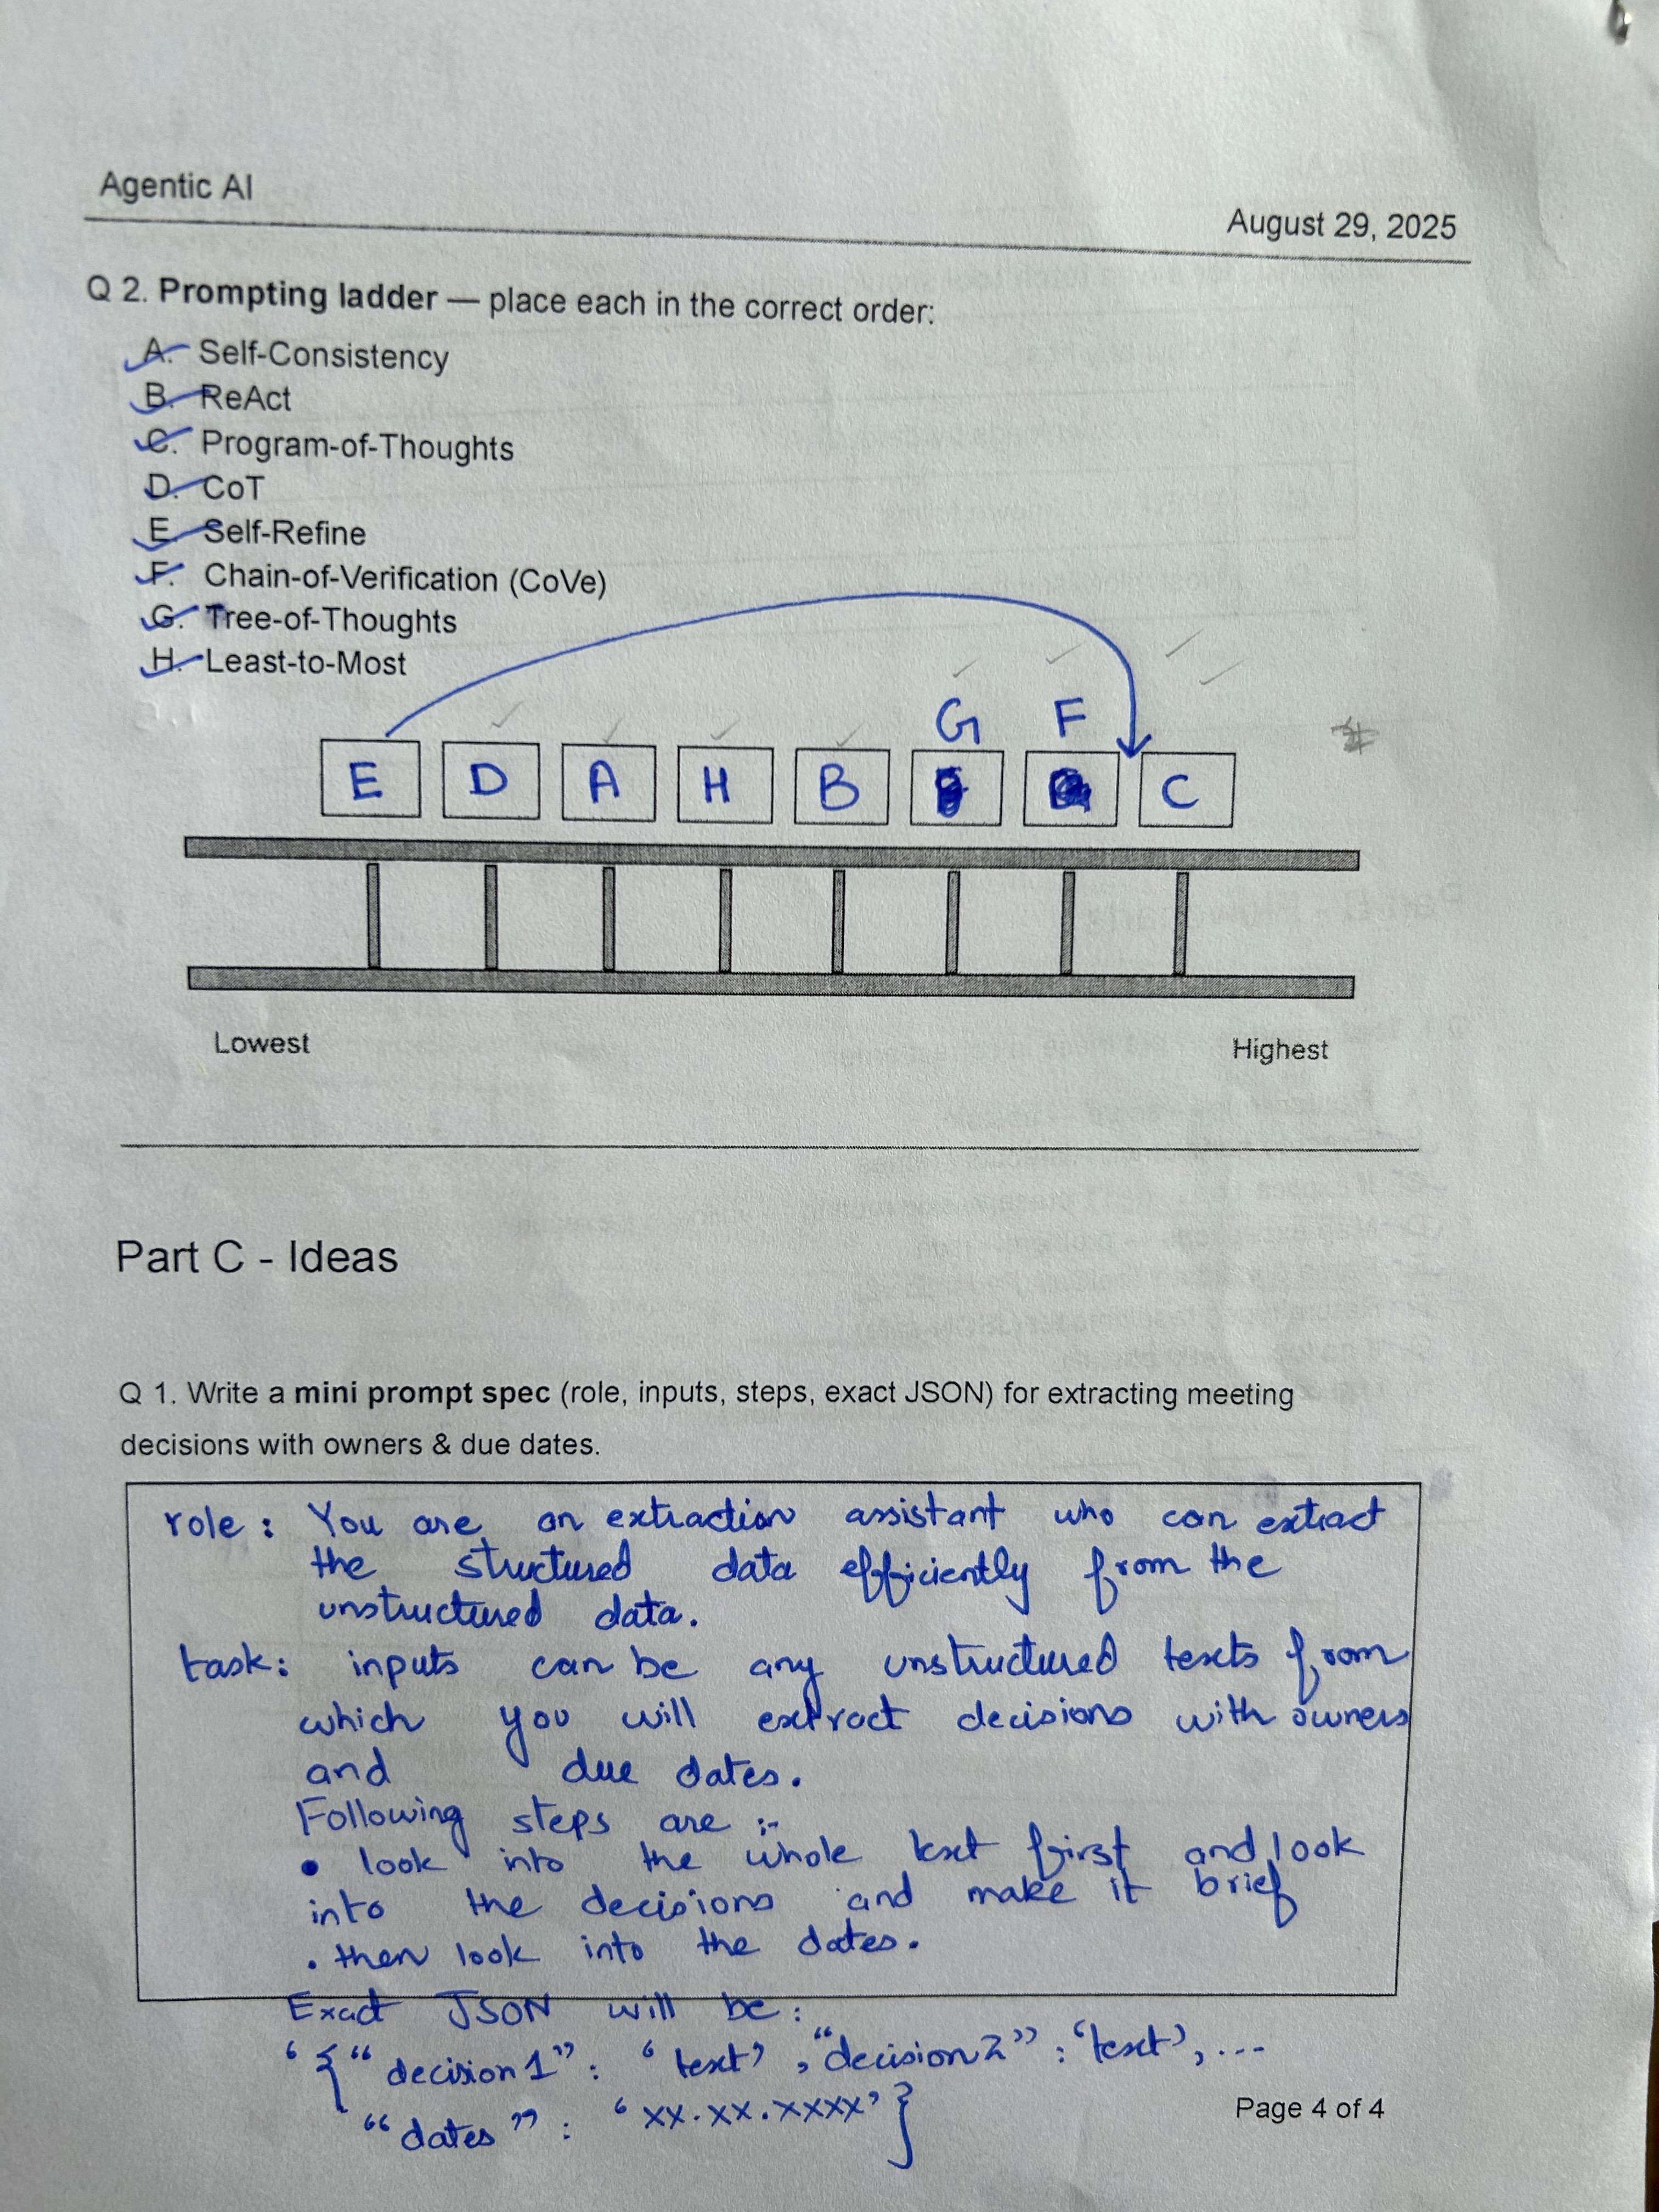 Agentic AI
August 29, 2025
Q 2. Prompting ladder — place each in the correct order:
A. Self-Consistency
B. ReAct
C. Program-of-Thoughts
D. CoT
E. Self-Refine
F. Chain-of-Verification (CoVe)
G. Tree-of-Thoughts
H. Least-to-Most
G F
E D A H B C
Lowest
Highest
Part C - Ideas
Q 1. Write a mini prompt spec (role, inputs, steps, exact JSON) for extracting meeting
decisions with owners & due dates.
role : You are an extraction assistant who can extract
the structured data efficiently from the
unstructured data.
task: inputs can be any unstructured texts from
which you will extract decisions with owners
and due dates.
Following steps are :-
• look into the whole text first and look
into the decisions and make it brief
. then look into the dates.
Exact JSON will be :
‘{“decision1”: ‘text’, “decision2” : ‘text’, ...
“dates” : ‘xx.xx.xxxx’}
Page 4 of 4